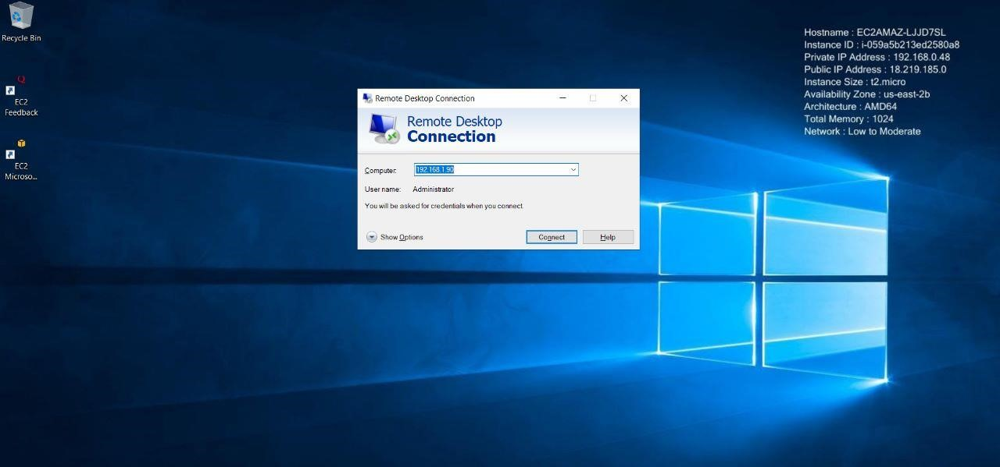 Recycle Bin
EC2
Feedback
EC2
Microso...
Remote Desktop Connection
Remote Desktop
Connection
Computer: 192.168.1.90
User name: Administrator
You will be asked for credentials when you connect.
Show Options
Connect Help
Hostname : EC2AMAZ-LJJD7SL
Instance ID : i-059a5b213ed2580a8
Private IP Address : 192.168.0.48
Public IP Address : 18.219.185.0
Instance Size : t2.micro
Availability Zone : us-east-2b
Architecture : AMD64
Total Memory : 1024
Network : Low to Moderate